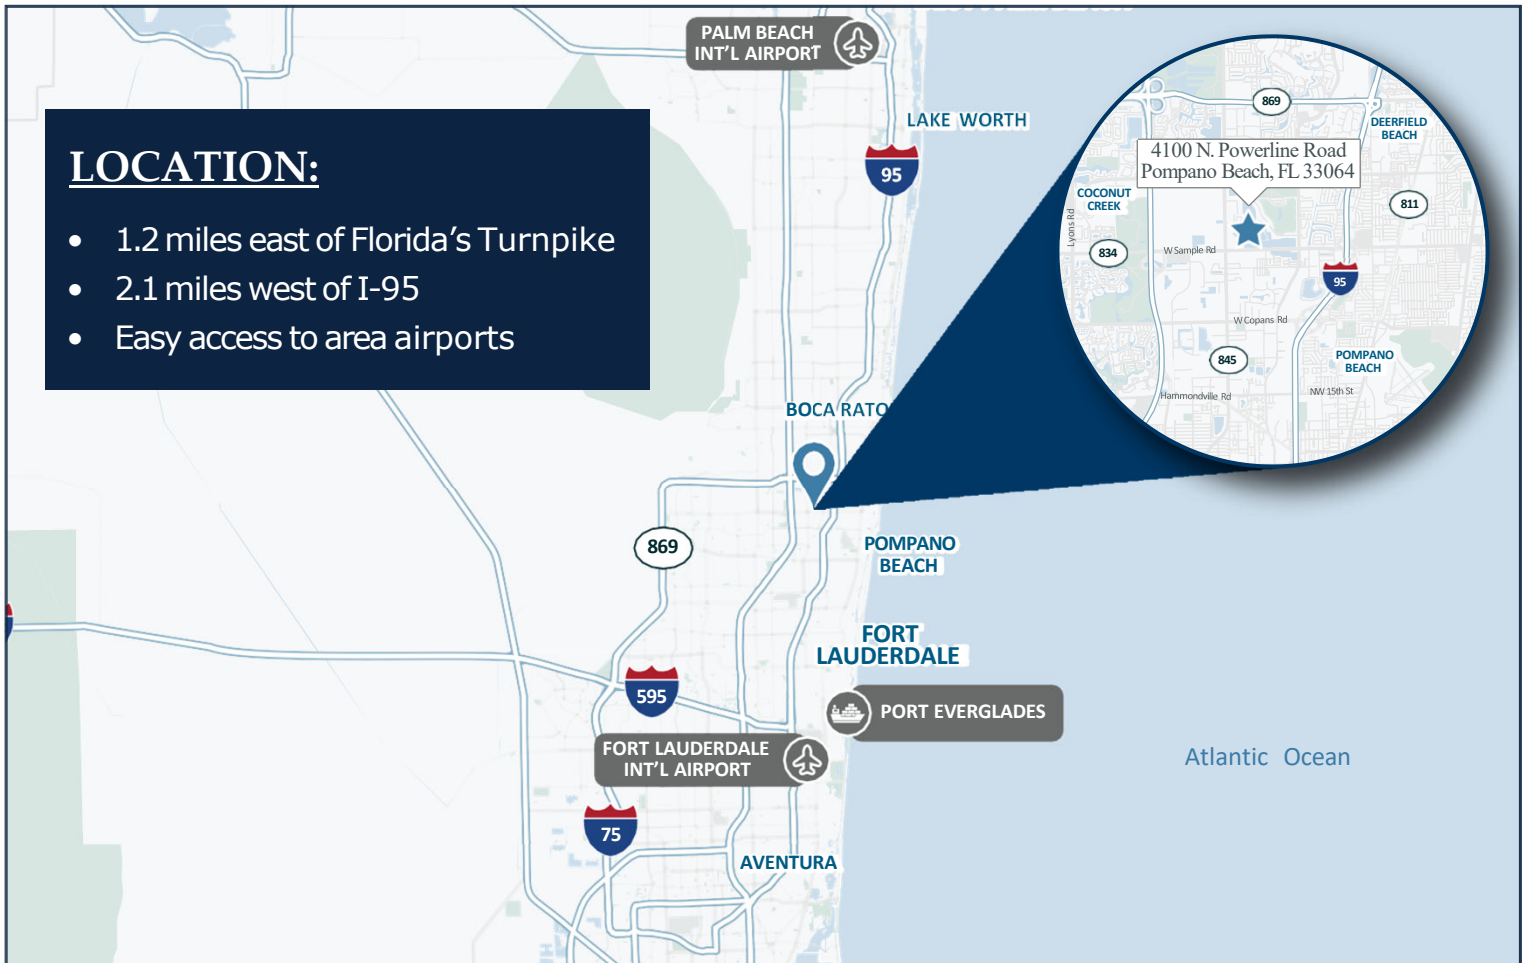 PALM BEACH
INT'L AIRPORT
LAKE WORTH
95
LOCATION:
• 1.2 miles east of Florida's Turnpike
• 2.1 miles west of I-95
• Easy access to area airports
869
DEERFIELD
BEACH
4100 N. Powerline Road
Pompano Beach, FL 33064
COCONUT
CREEK
811
Lyons Rd
834
W Sample Rd
95
W Copans Rd
845
POMPANO
BEACH
Hammondville Rd
NW 15th St
BOCA RATO
869
POMPANO
BEACH
FORT
LAUDERDALE
595
PORT EVERGLADES
FORT LAUDERDALE
INT'L AIRPORT
Atlantic Ocean
75
AVENTURA